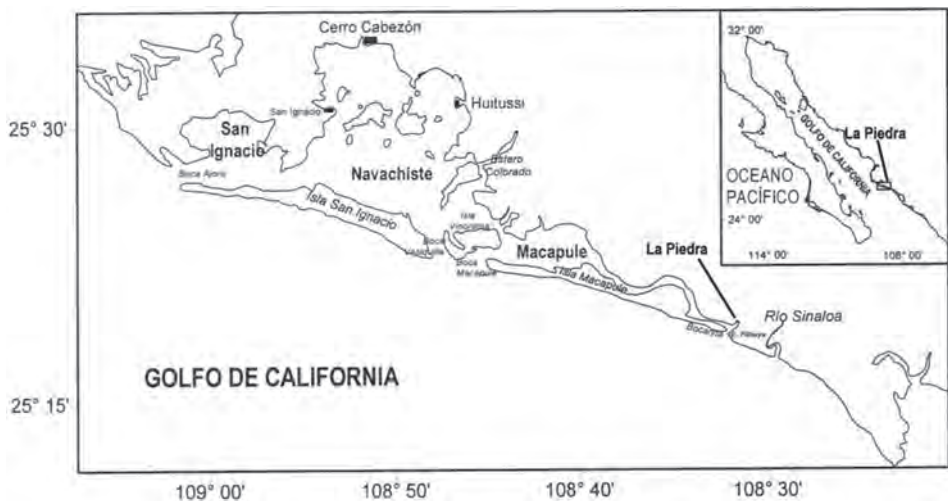 Cerro Cabezón
San Ignacio
Huitussi
25° 30'
San
Ignacio
Estero
Colorado
Navachiste
Isla San Ignacio
Isla
Boca
Macapule
Boca
Isla Macapule
La Piedra
Río Sinaloa
GOLFO DE CALIFORNIA
25° 15'
109° 00'
108° 50'
108° 40'
108° 30'
32° 00'
GOLFO DE CALIFORNIA
La Piedra
OCEANO
PACÍFICO
24° 00'
114° 00'
108° 00'